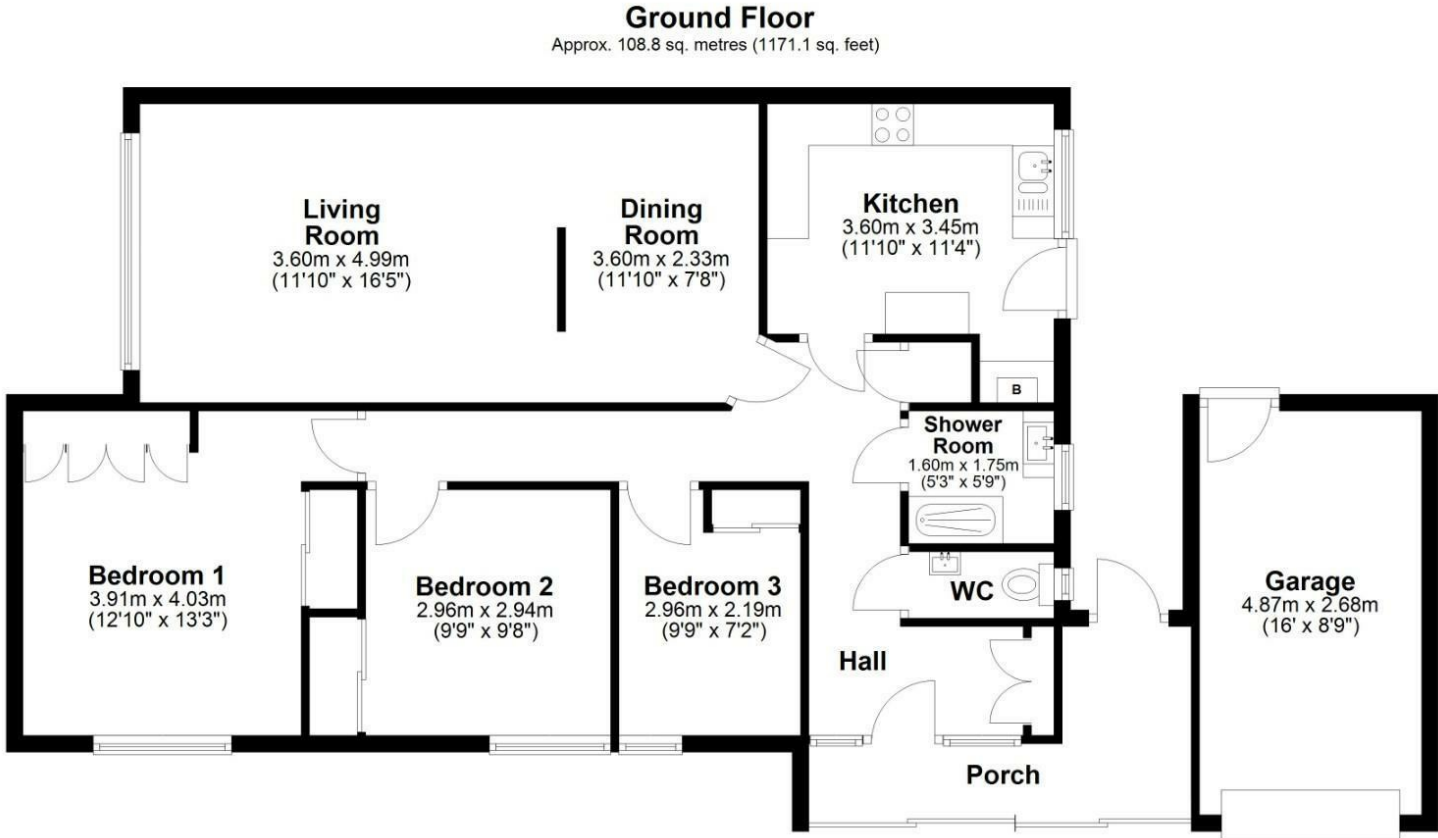 Ground Floor
Approx. 108.8 sq. metres (1171.1 sq. feet)
Living
Room
3.60m x 4.99m
(11'10" x 16'5")
Dining
Room
3.60m x 2.33m
(11'10" x 7'8")
Kitchen
3.60m x 3.45m
(11'10" x 11'4")
B
Shower
Room
1.60m x 1.75m
(5'3" x 5'9")
Bedroom 1
3.91m x 4.03m
(12'10" x 13'3")
Bedroom 2
2.96m x 2.94m
(9'9" x 9'8")
Bedroom 3
2.96m x 2.19m
(9'9" x 7'2")
WC
Garage
4.87m x 2.68m
(16' x 8'9")
Hall
Porch